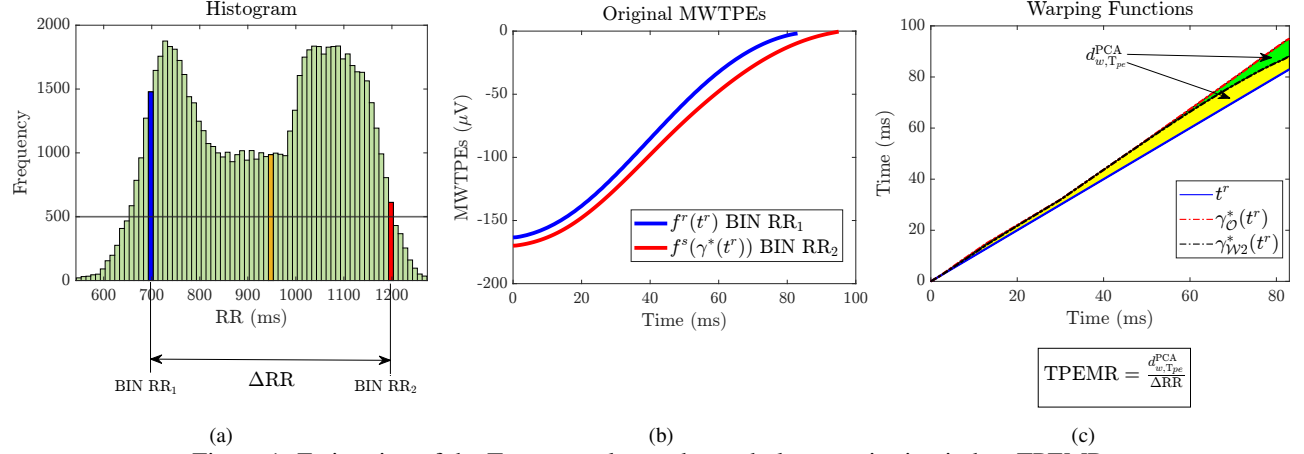 Histogram
2000
1500
1000
500
0
Frequency
600 700 800 900 1000 1100 1200
RR (ms)
BIN RR₁
ΔRR
BIN RR₂
(a)
Original MWTPEs
0
-50
-100
-150
-200
MWTPEs (μV)
f^r(t^r) BIN RR₁
f^s(γ*(t^r)) BIN RR₂
0 20 40 60 80 100
Time (ms)
(b)
Warping Functions
100
80
60
40
20
0
Time (ms)
d^PCA_{w,T_pe}
t^r
γ*_O(t^r)
γ*_W2(t^r)
0 20 40 60 80
Time (ms)
TPEMR = d^PCA_{w,T_pe} / ΔRR
(c)